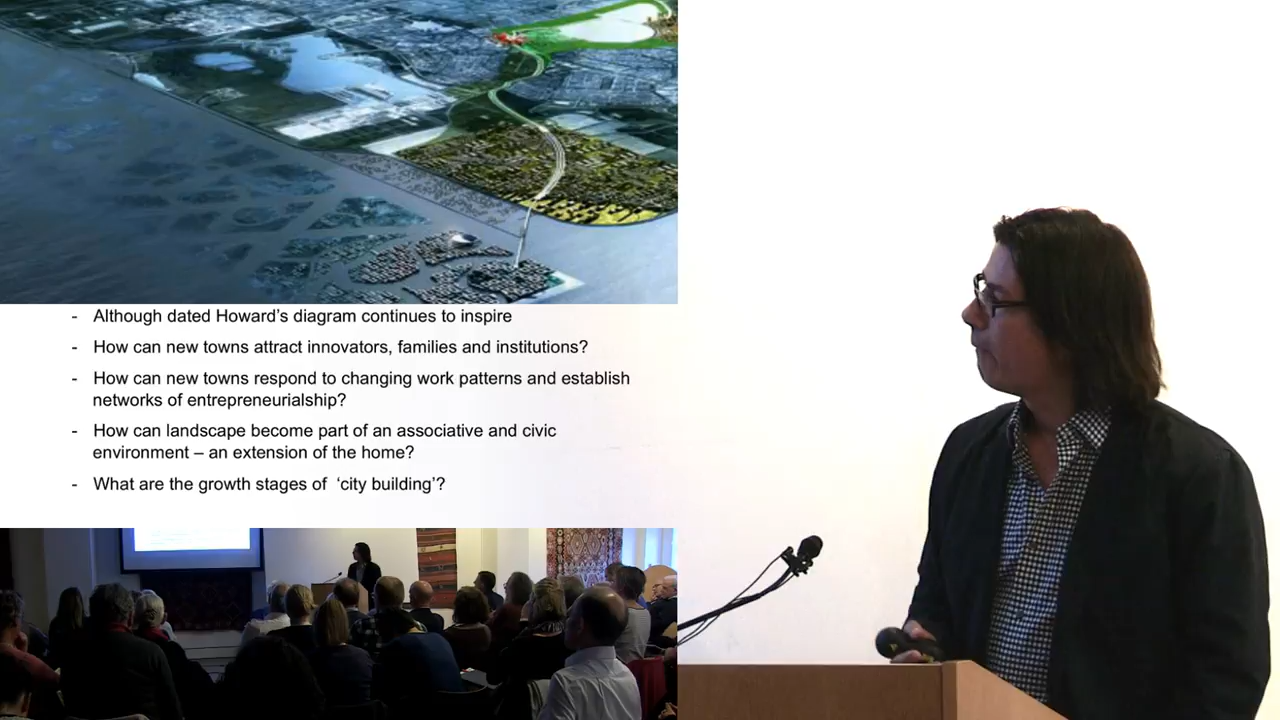 - Although dated Howard's diagram continues to inspire
- How can new towns attract innovators, families and institutions?
- How can new towns respond to changing work patterns and establish
networks of entrepreneurialship?
- How can landscape become part of an associative and civic
environment – an extension of the home?
- What are the growth stages of  ‘city building’?